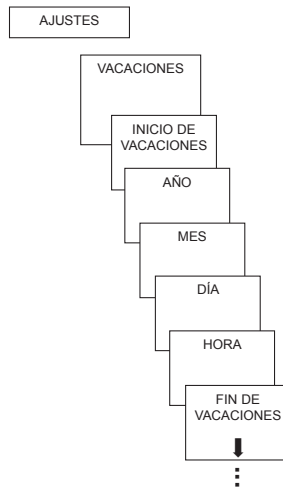 AJUSTES
VACACIONES
INICIO DE
VACACIONES
AÑO
MES
DÍA
HORA
FIN DE
VACACIONES